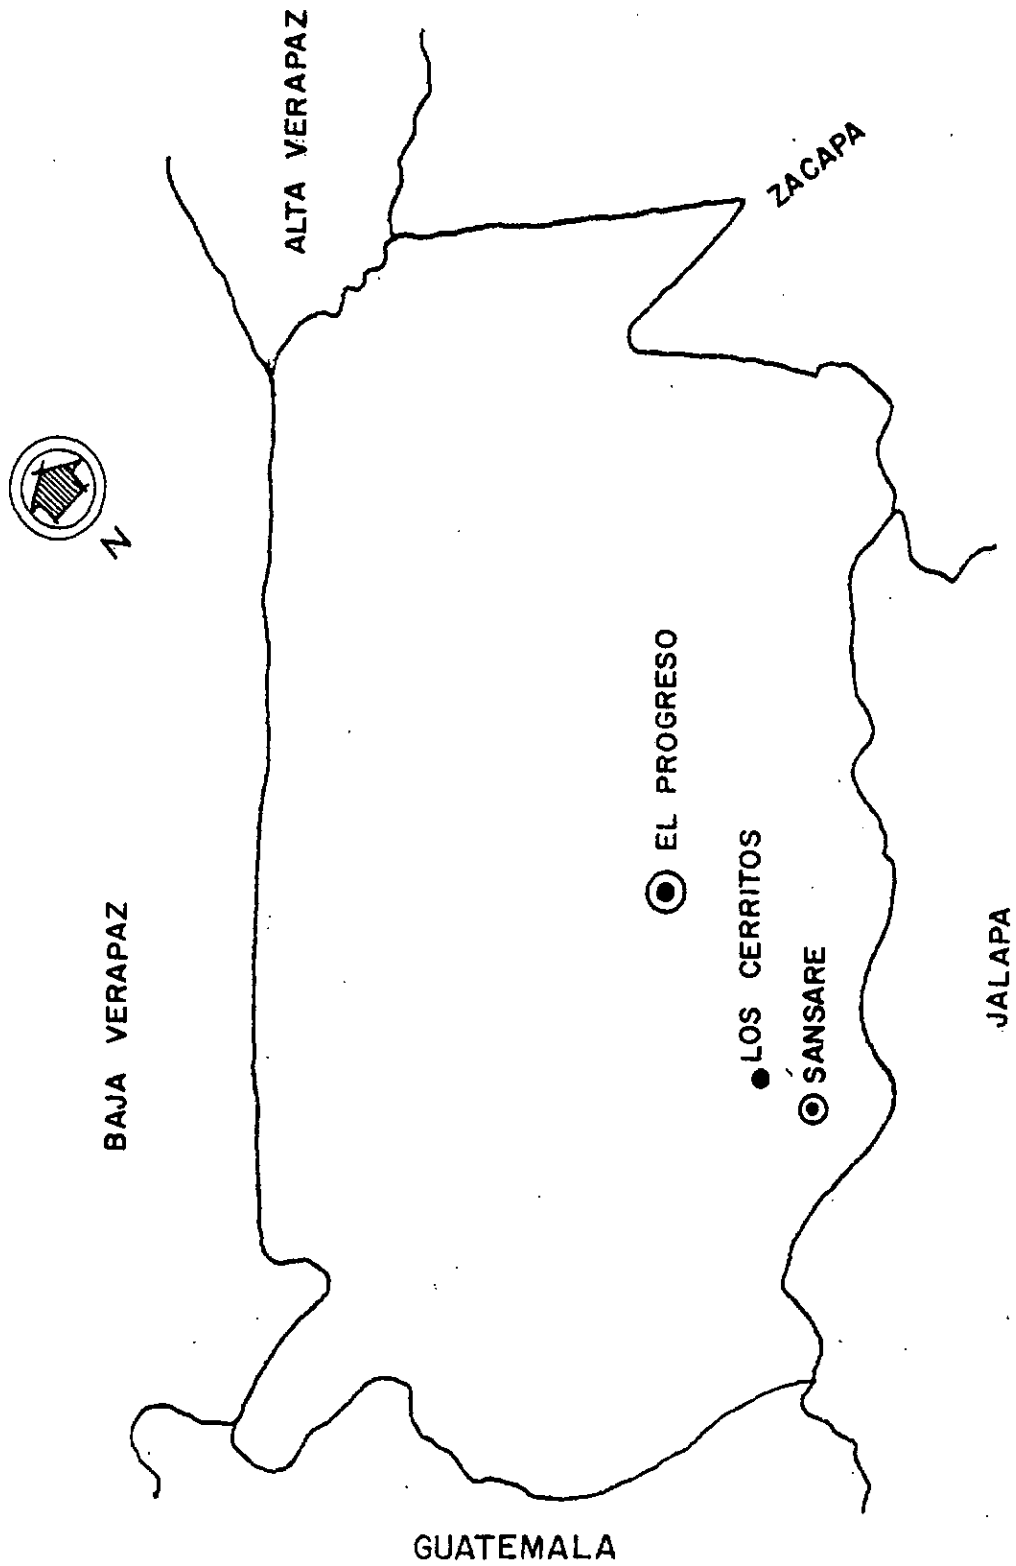 BAJA VERAPAZ
ALTA VERAPAZ
N
ZACAPA
EL PROGRESO
LOS CERRITOS
SANSARE
JALAPA
GUATEMALA